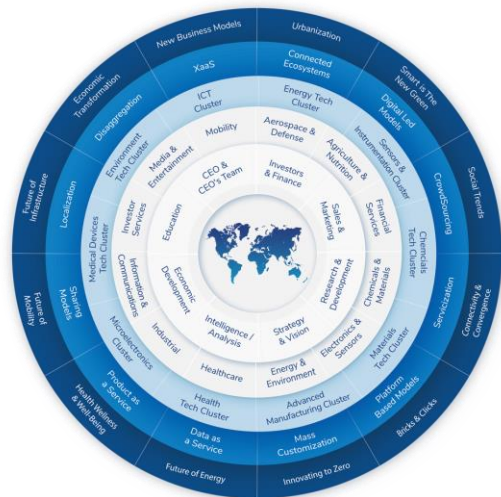 New Business Models
Urbanization
Smart is The
New Green
Social Trends
Connectivity &
Convergence
Bricks & Clicks
Innovating to Zero
Future of Energy
Health Wellness
& Well-Being
Future of
Mobility
Future of
Infrastructure
Economic
Transformation
XaaS
Connected
Ecosystems
Digital Led
Models
CrowdSourcing
Servicization
Platform
Based Models
Mass
Customization
Data as
a Service
Product as
a Service
Sharing
Models
Localization
Disaggregation
ICT
Cluster
Energy Tech
Cluster
Sensors &
Instrumentation Cluster
Chemcials
Tech Cluster
Materials
Tech Cluster
Advanced
Manufacturing Cluster
Health
Tech Cluster
Microelectronics
Cluster
Medical Devices
Tech Cluster
Environment
Tech Cluster
Mobility
Aerospace &
Defense
Agriculture &
Nutrition
Financial
Services
Chemicals &
Materials
Electronics &
Sensors
Energy &
Environment
Healthcare
Industrial
Information &
Communications
Investor
Services
Media &
Entertainment
CEO &
CEO's Team
Investors
& Finance
Sales &
Marketing
Research &
Development
Strategy
& Vision
Intelligence /
Analysis
Economic
Development
Education